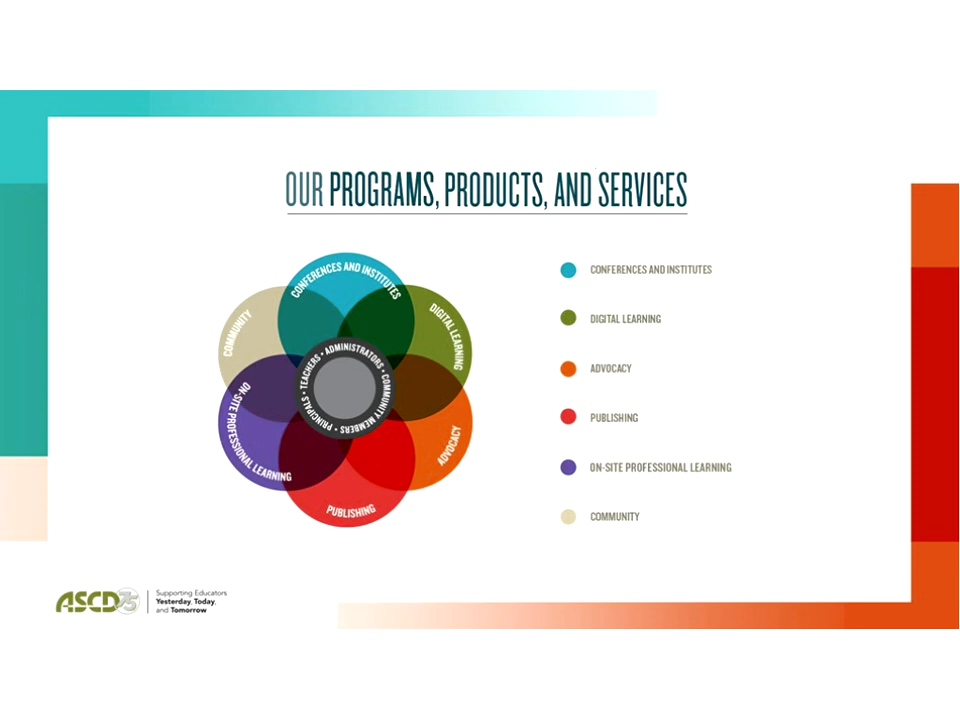 OUR PROGRAMS, PRODUCTS, AND SERVICES
CONFERENCES AND INSTITUTES
DIGITAL LEARNING
ADVOCACY
PUBLISHING
ON-SITE PROFESSIONAL LEARNING
COMMUNITY
TEACHERS • ADMINISTRATORS • COMMUNITY MEMBERS • PRINCIPALS •
CONFERENCES AND INSTITUTES
DIGITAL LEARNING
ADVOCACY
PUBLISHING
ON-SITE PROFESSIONAL LEARNING
COMMUNITY
ASCD 75
Supporting Educators
Yesterday, Today,
and Tomorrow